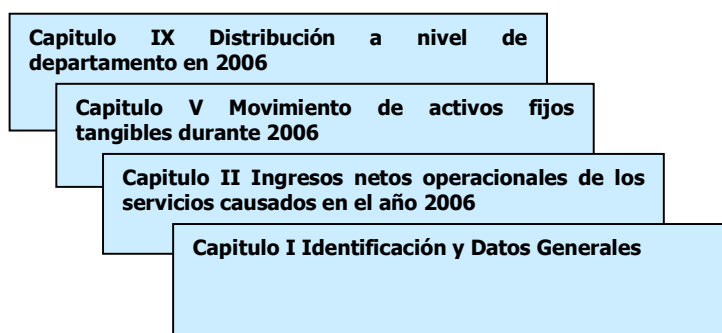 Capitulo IX Distribución a nivel de
departamento en 2006
Capitulo V Movimiento de activos fijos
tangibles durante 2006
Capitulo II Ingresos netos operacionales de los
servicios causados en el año 2006
Capitulo I Identificación y Datos Generales